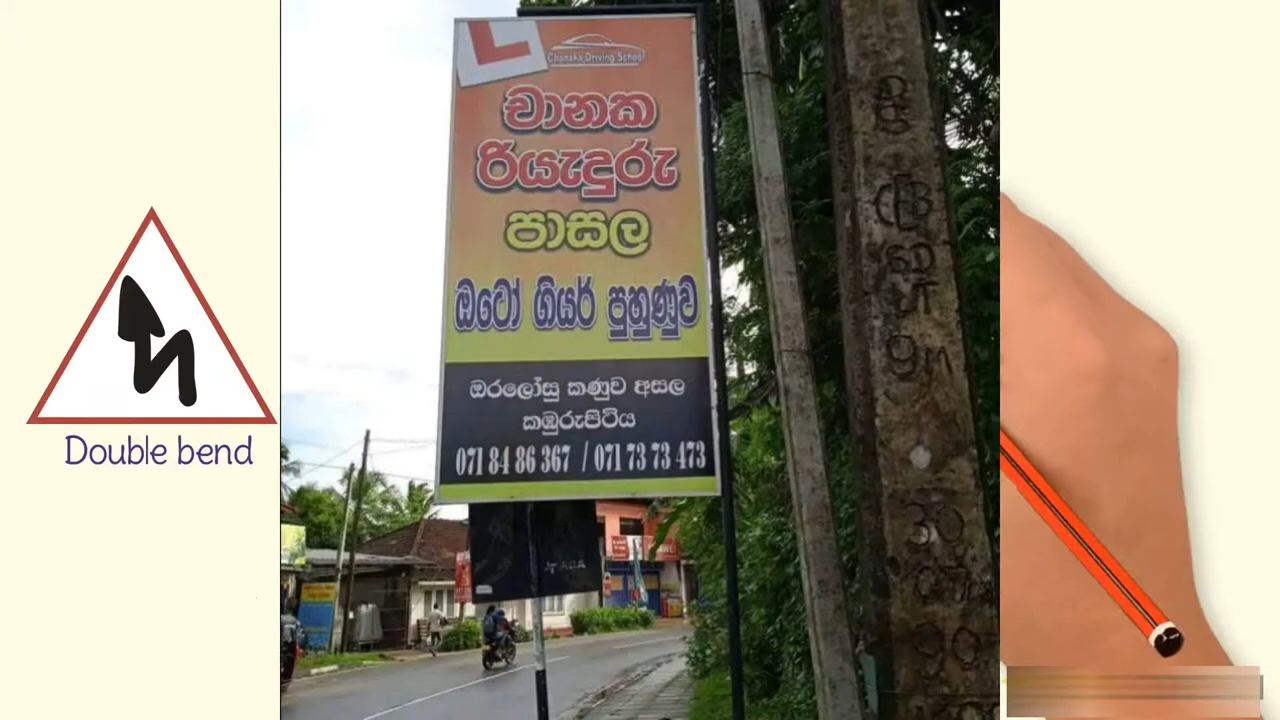 Double bend
Chanaka Driving School
චානක
රියැදුරු
පාසල
ඔටෝ ගියර් පුහුණුව
ඔරලෝසු කණුව අසල
කඹුරුපිටිය
071 84 86 367 / 071 73 73 473